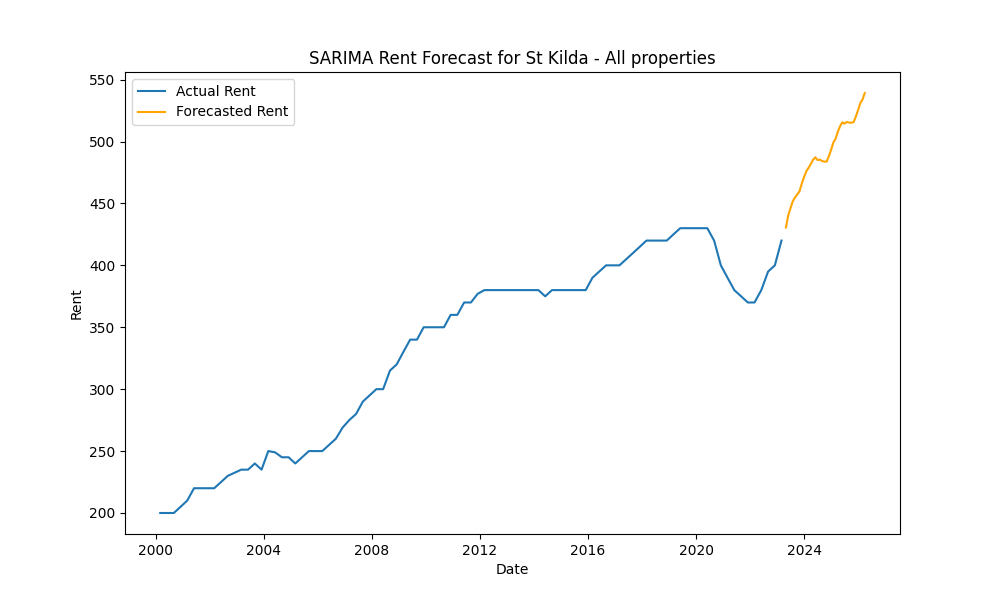 SARIMA Rent Forecast for St Kilda - All properties
Actual Rent
Forecasted Rent
550
500
450
400
350
300
250
200
Rent
2000 2004 2008 2012 2016 2020 2024
Date